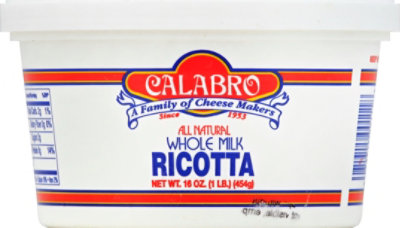 CALABRO
A Family of Cheese Makers
Since 1953
ALL NATURAL
WHOLE MILK
RICOTTA
NET. WT. 16 OZ. (1 LB.) (454g)